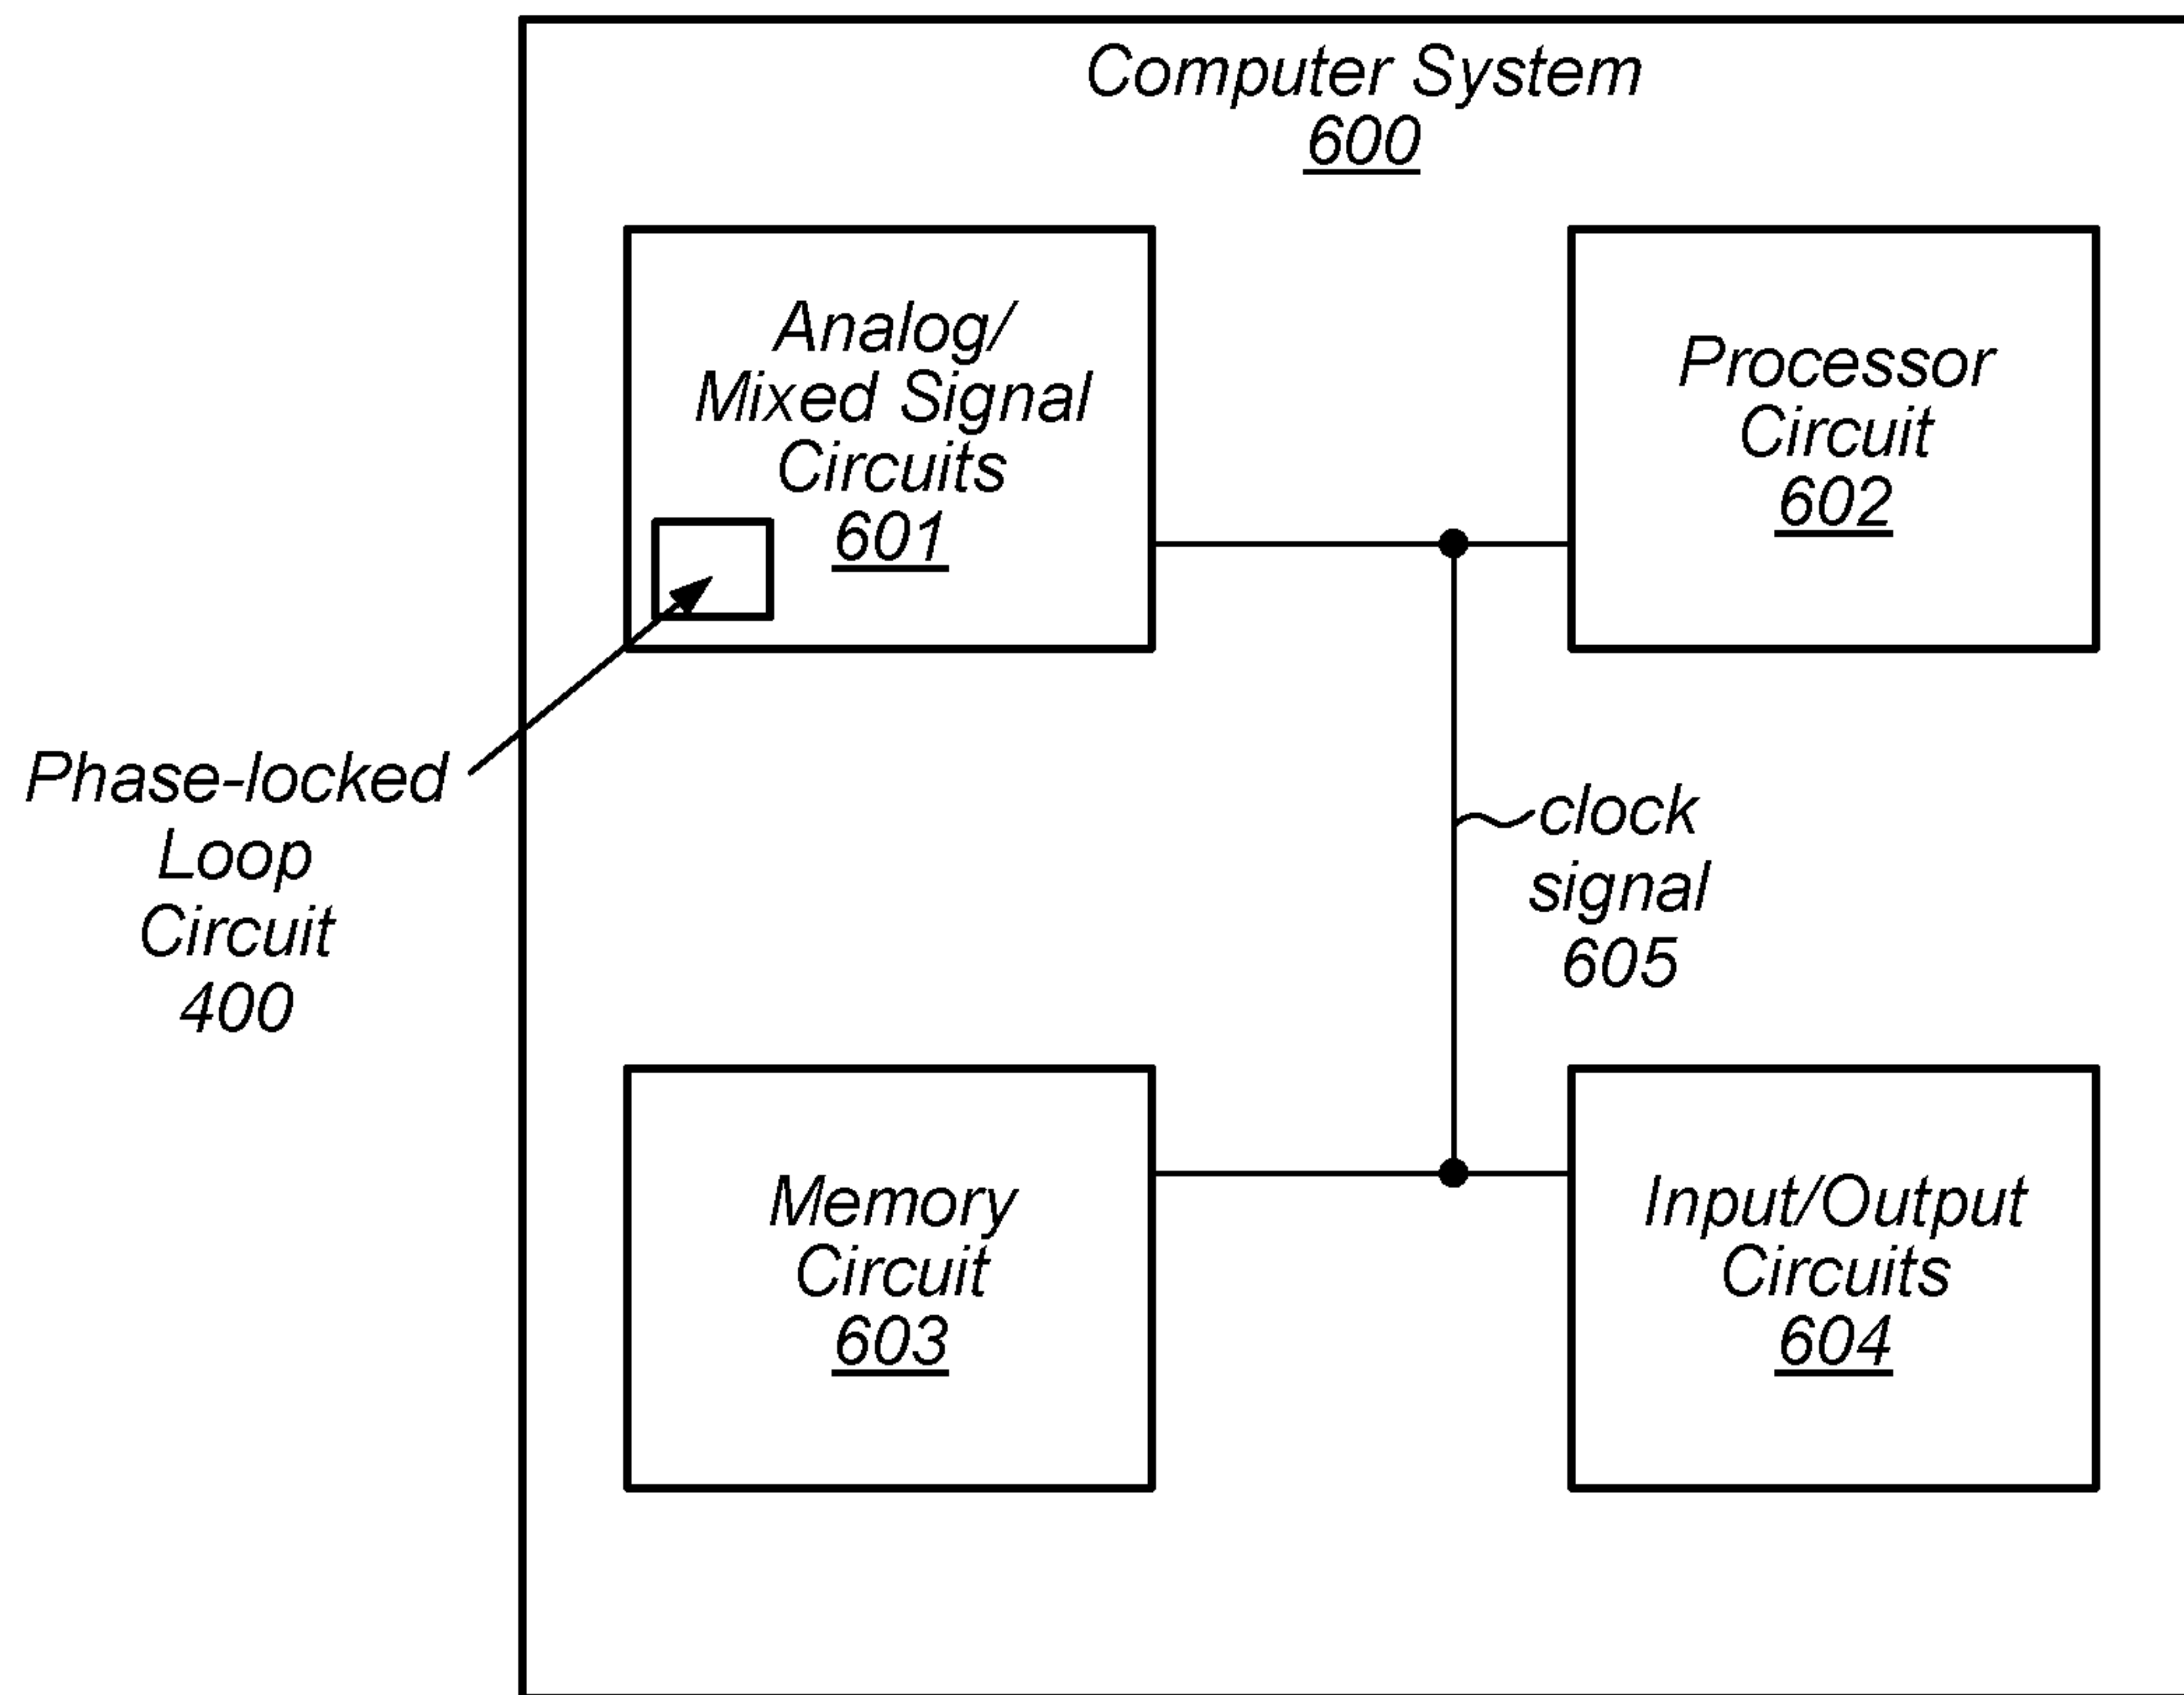 Computer System
600
Analog/
Mixed Signal
Circuits
601
Processor
Circuit
602
Phase-locked
Loop
Circuit
400
clock
signal
605
Memory
Circuit
603
Input/Output
Circuits
604